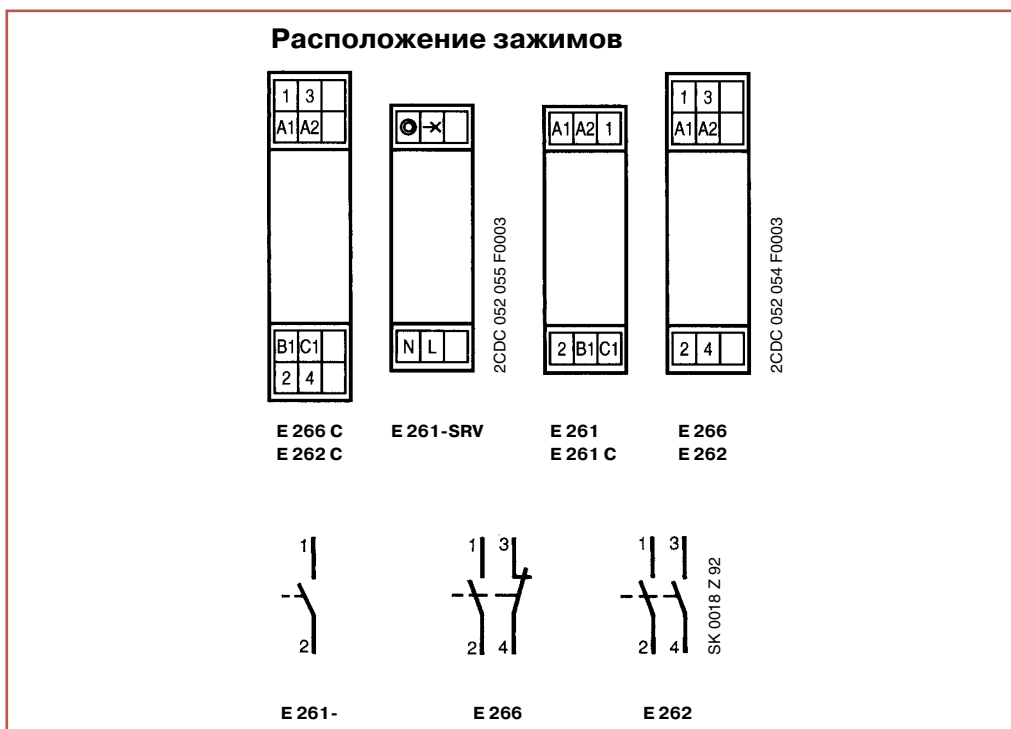 Расположение зажимов
1 3
A1 A2
B1 C1
2 4
N L
2CDC 052 055 F0003
A1 A2 1
2 B1 C1
1 3
A1 A2
2 4
2CDC 052 054 F0003
E 266 C
E 262 C
E 261-SRV
E 261
E 261 C
E 266
E 262
1
2
1 3
2 4
1 3
2 4
SK 0018 Z 92
E 261-
E 266
E 262